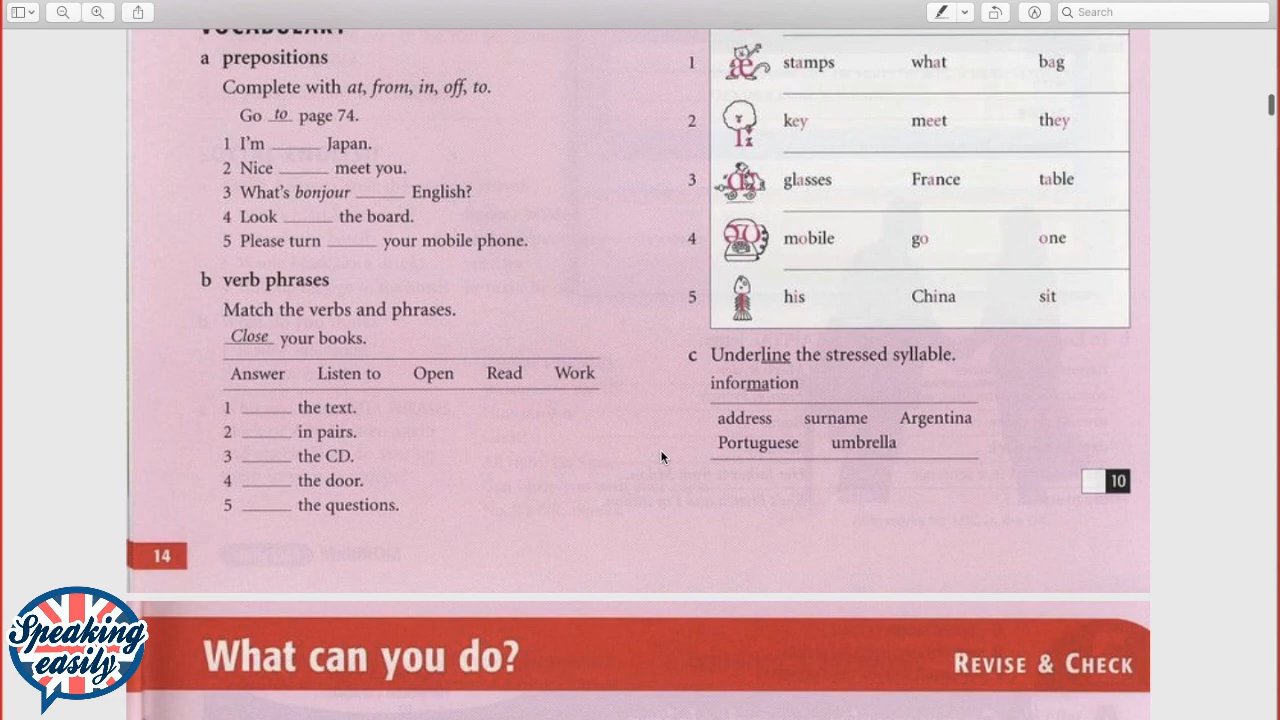 Search
VOCABULARY
a prepositions
Complete with at, from, in, off, to.
Go to page 74.
1 I'm ______ Japan.
2 Nice ______ meet you.
3 What's bonjour ______ English?
4 Look ______ the board.
5 Please turn ______ your mobile phone.
b verb phrases
Match the verbs and phrases.
Close your books.
Answer Listen to Open Read Work
1 ______ the text.
2 ______ in pairs.
3 ______ the CD.
4 ______ the door.
5 ______ the questions.
14
1 æ stamps what bag
2 iː key meet they
3 ɑː glasses France table
4 əʊ mobile go one
5 ɪ his China sit
c Underline the stressed syllable.
information
address surname Argentina
Portuguese umbrella
10
What can you do?
REVISE & CHECK
Speaking
easily